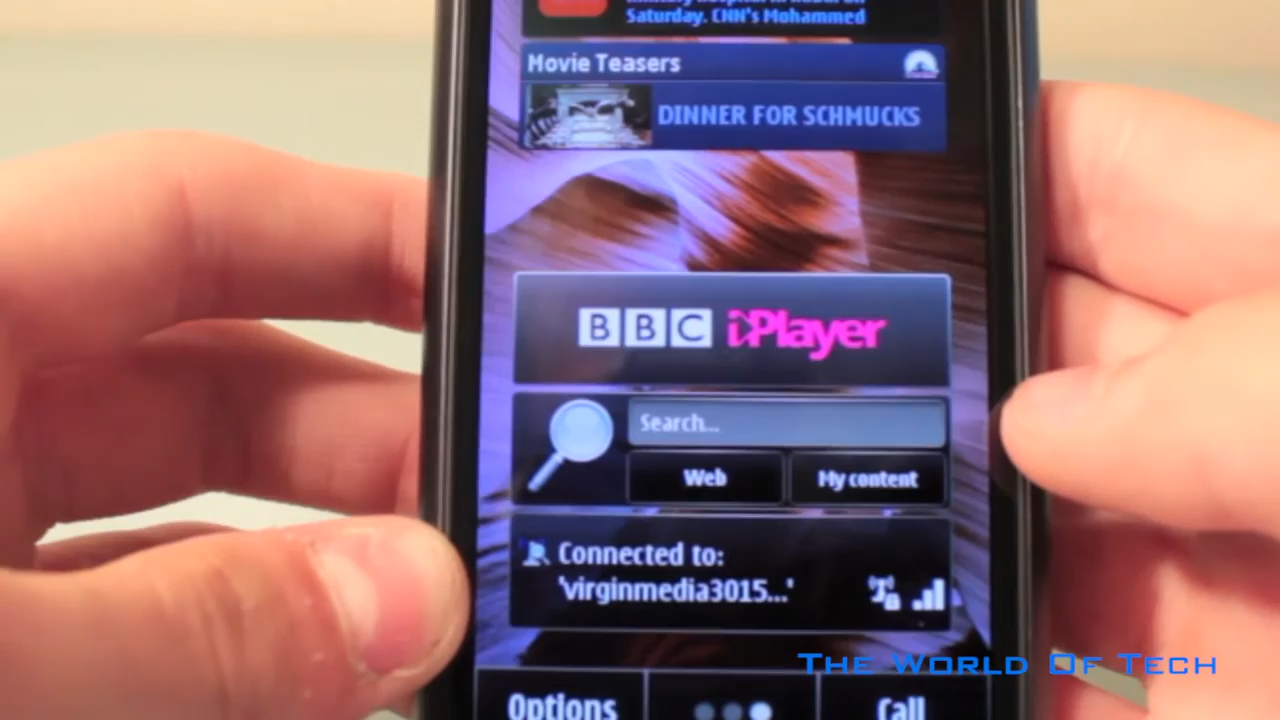 Saturday. CNN's Mohammed
Movie Teasers
DINNER FOR SCHMUCKS
BBC iPlayer
Search...
Web My content
Connected to:
'virginmedia3015...'
Options Call
THE WORLD OF TECH